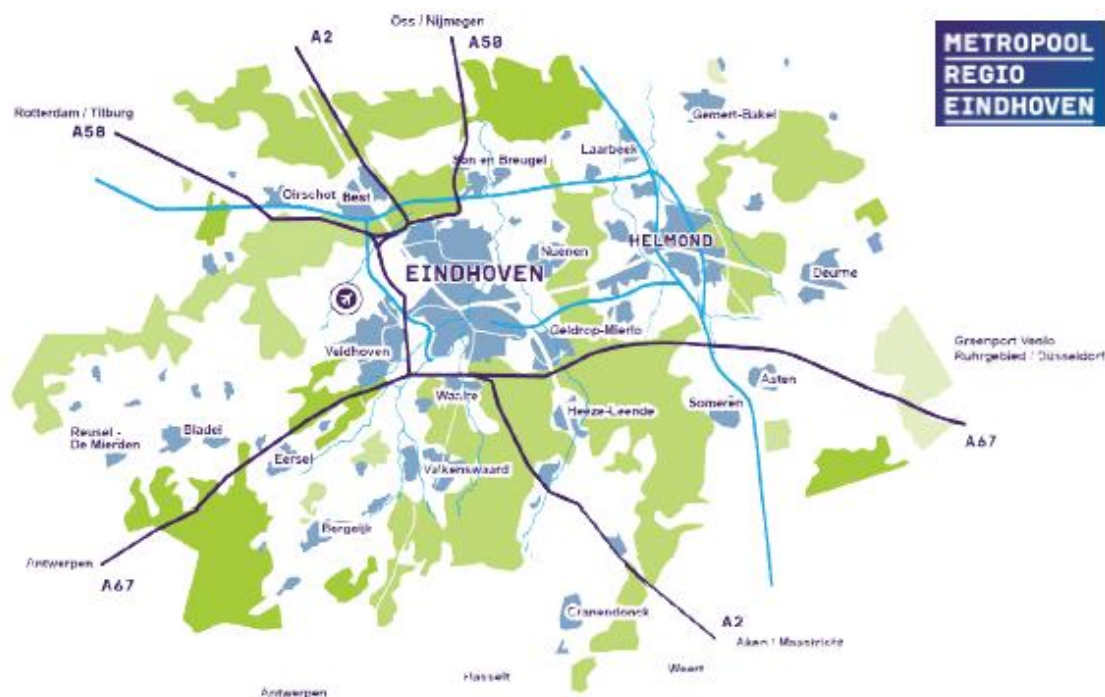 Oss / Nijmegen
A2
A50
METROPOOL
REGIO
EINDHOVEN
Rotterdam / Tilburg
A58
Gemert-Bakel
Laarbeek
Son en Breugel
Oirschot
Best
HELMOND
Nuenen
EINDHOVEN
Deurne
Geldrop-Mierlo
Veldhoven
Greenport Venlo
Ruhrgebied / Düsseldorf
Asten
Waalre
Someren
Heeze-Leende
Reusel -
De Mierden
Bladel
A67
Eersel
Valkenswaard
Bergeijk
Antwerpen
A67
Cranendonck
A2
Aken / Maastricht
Weert
Hasselt
Antwerpen